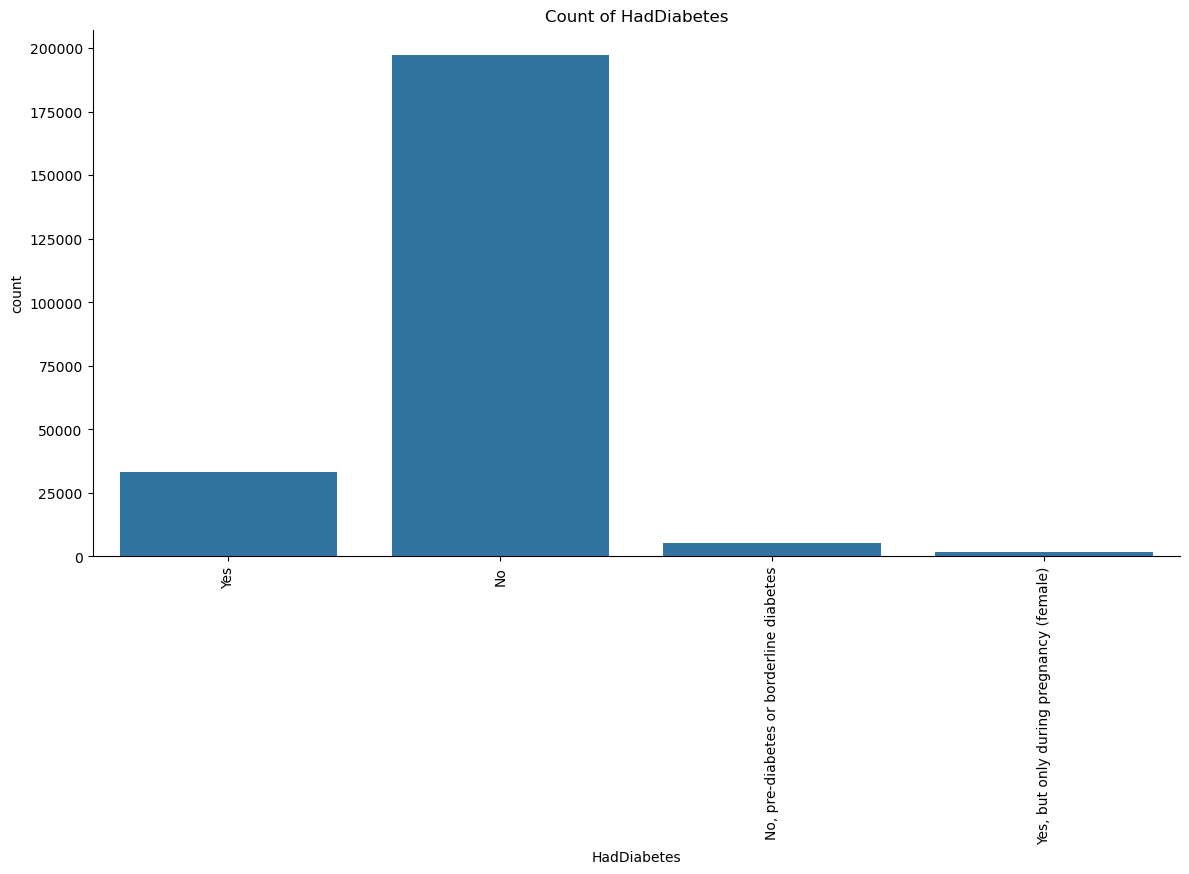 Count of HadDiabetes
200000
175000
150000
125000
100000
75000
50000
25000
0
count
Yes
No
No, pre-diabetes or borderline diabetes
Yes, but only during pregnancy (female)
HadDiabetes